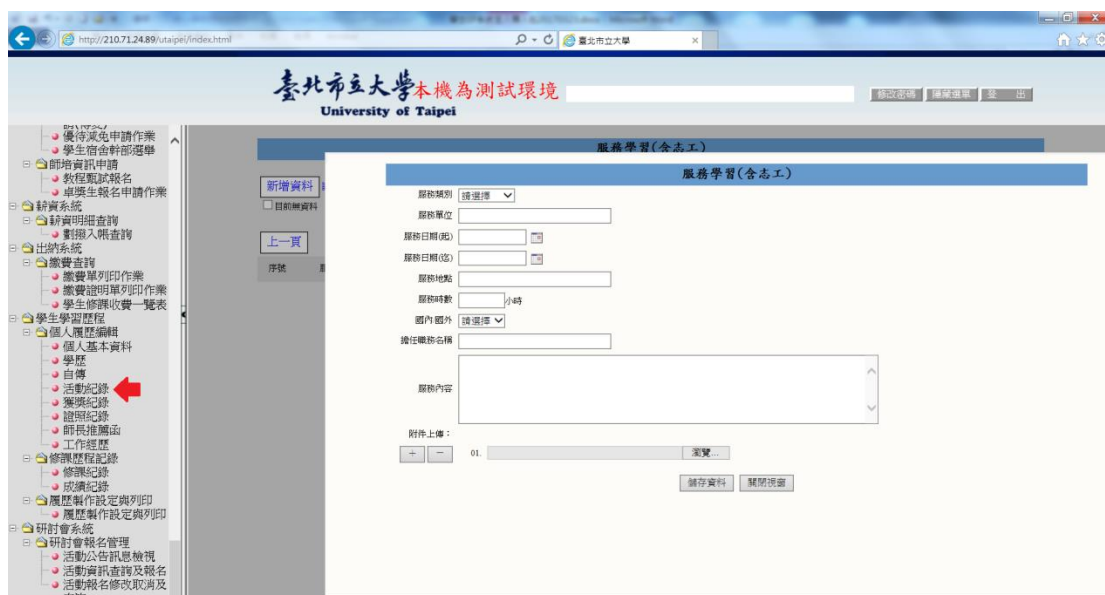 http://210.71.24.89/utaipei/index.html
臺北市立大學
臺北市立大學本機為測試環境
University of Taipei
修改密碼 隱藏選單 登 出
優待減免申請作業
學生宿舍幹部選舉
師培資訊申請
教程甄試報名
卓獎生報名申請作業
薪資系統
薪資明細查詢
劃撥入帳查詢
出納系統
繳費查詢
繳費單列印作業
繳費證明單列印作業
學生修課收費一覽表
學生學習歷程
個人履歷編輯
個人基本資料
學歷
自傳
活動紀錄
獲獎紀錄
證照紀錄
師長推薦函
工作經歷
修課歷程記錄
修課紀錄
成績紀錄
履歷製作設定與列印
履歷製作設定與列印
研討會系統
研討會報名管理
活動公告訊息檢視
活動資訊查詢及報名
活動報名修改取消及
服務學習(含志工)
新增資料
目前無資料
上一頁
序號
服務學習(含志工)
服務類別 請選擇
服務單位
服務日期(起)
服務日期(迄)
服務地點
服務時數 小時
國內國外 請選擇
擔任職務名稱
服務內容
附件上傳：
+ − 01. 瀏覽...
儲存資料 關閉視窗